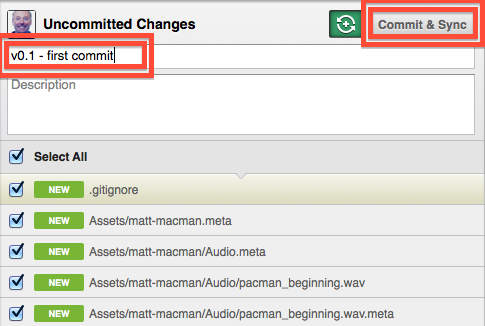 Uncommitted Changes
Commit & Sync
v0.1 - first commit
Description
Select All
NEW .gitignore
NEW Assets/matt-macman.meta
NEW Assets/matt-macman/Audio.meta
NEW Assets/matt-macman/Audio/pacman_beginning.wav
NEW Assets/matt-macman/Audio/pacman_beginning.wav.meta